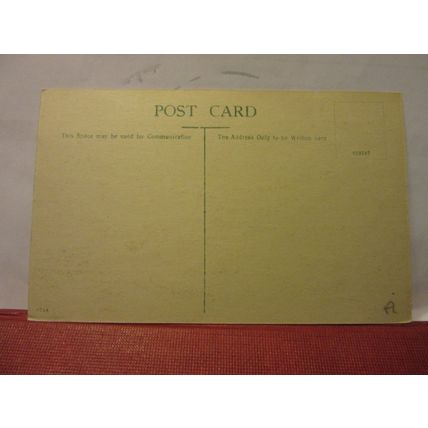 POST CARD
This Space may be used for Communication
The Address Only to be Written here